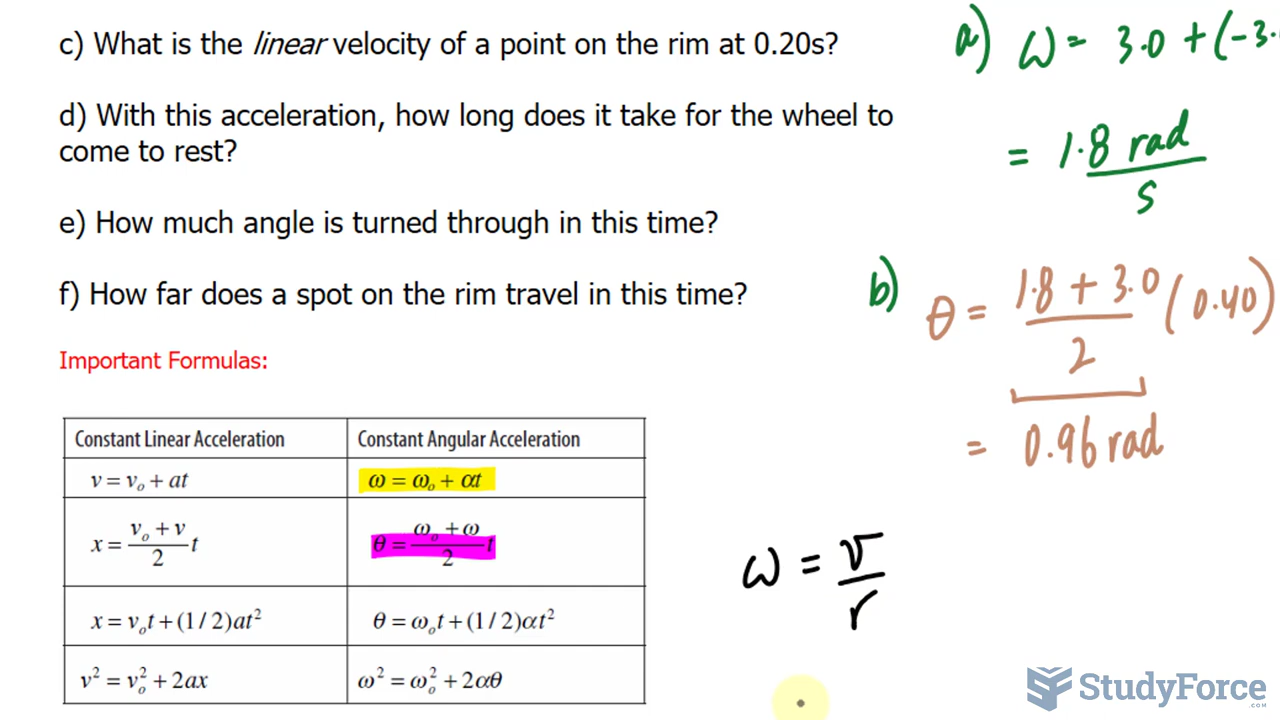 c) What is the linear velocity of a point on the rim at 0.20s?
d) With this acceleration, how long does it take for the wheel to
come to rest?
e) How much angle is turned through in this time?
f) How far does a spot on the rim travel in this time?
Important Formulas:
Constant Linear Acceleration Constant Angular Acceleration
v = v₀ + at ω = ω₀ + αt
x = (v₀ + v)/2 t θ = (ω₀ + ω)/2 t
x = v₀t + (1/2)at² θ = ω₀t + (1/2)αt²
v² = v₀² + 2ax ω² = ω₀² + 2αθ
a) ω = 3.0 + (-3.
= 1.8 rad/s
b) θ = (1.8 + 3.0)/2 (0.40)
= 0.96 rad
ω = v/r
StudyForce
.COM